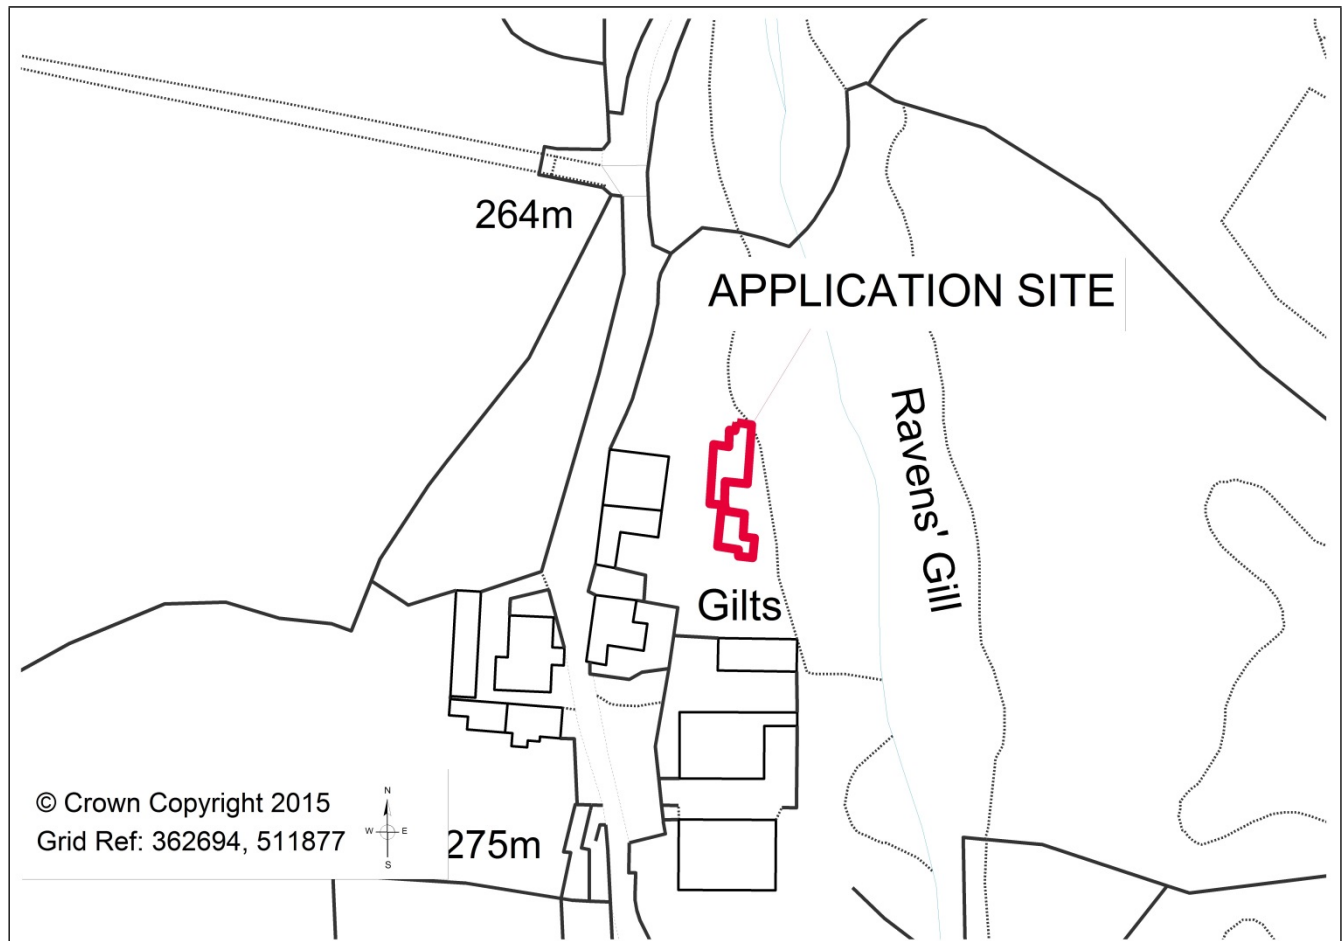 264m
APPLICATION SITE
Ravens' Gill
Gilts
© Crown Copyright 2015
Grid Ref: 362694, 511877
N
W E
S
275m